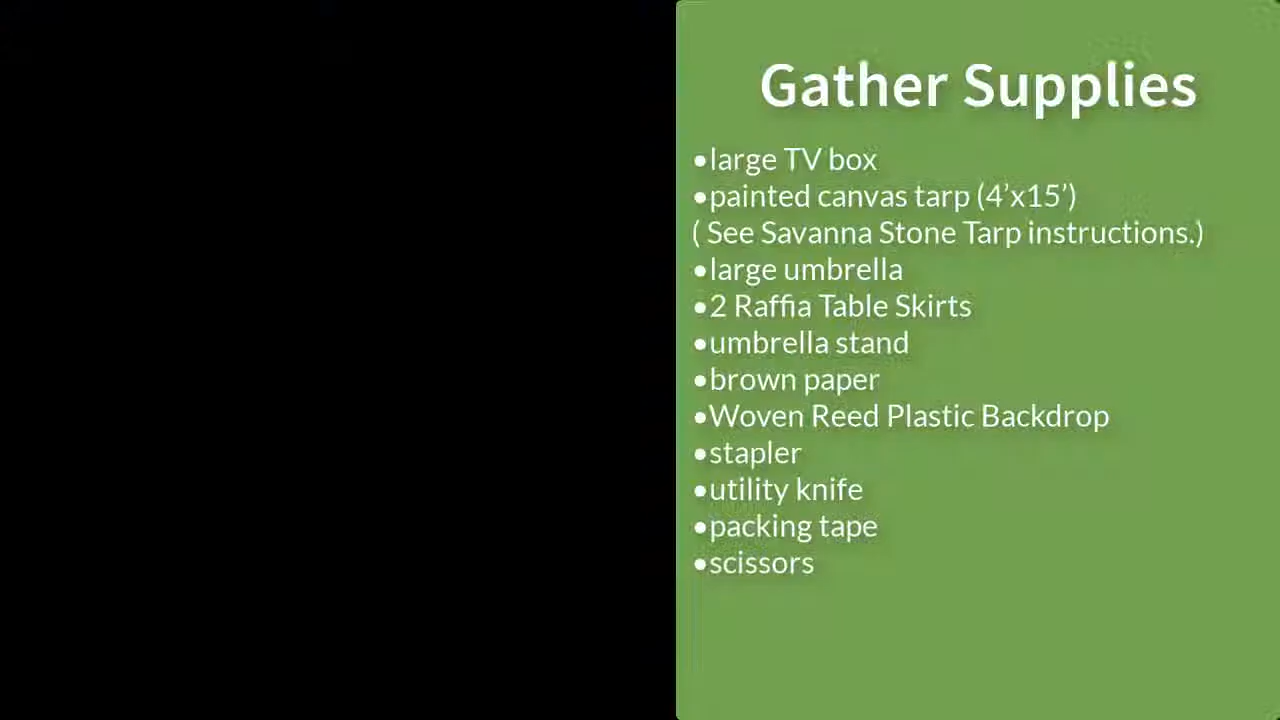 Gather Supplies
•large TV box
•painted canvas tarp (4’x15’)
( See Savanna Stone Tarp instructions.)
•large umbrella
•2 Raffia Table Skirts
•umbrella stand
•brown paper
•Woven Reed Plastic Backdrop
•stapler
•utility knife
•packing tape
•scissors